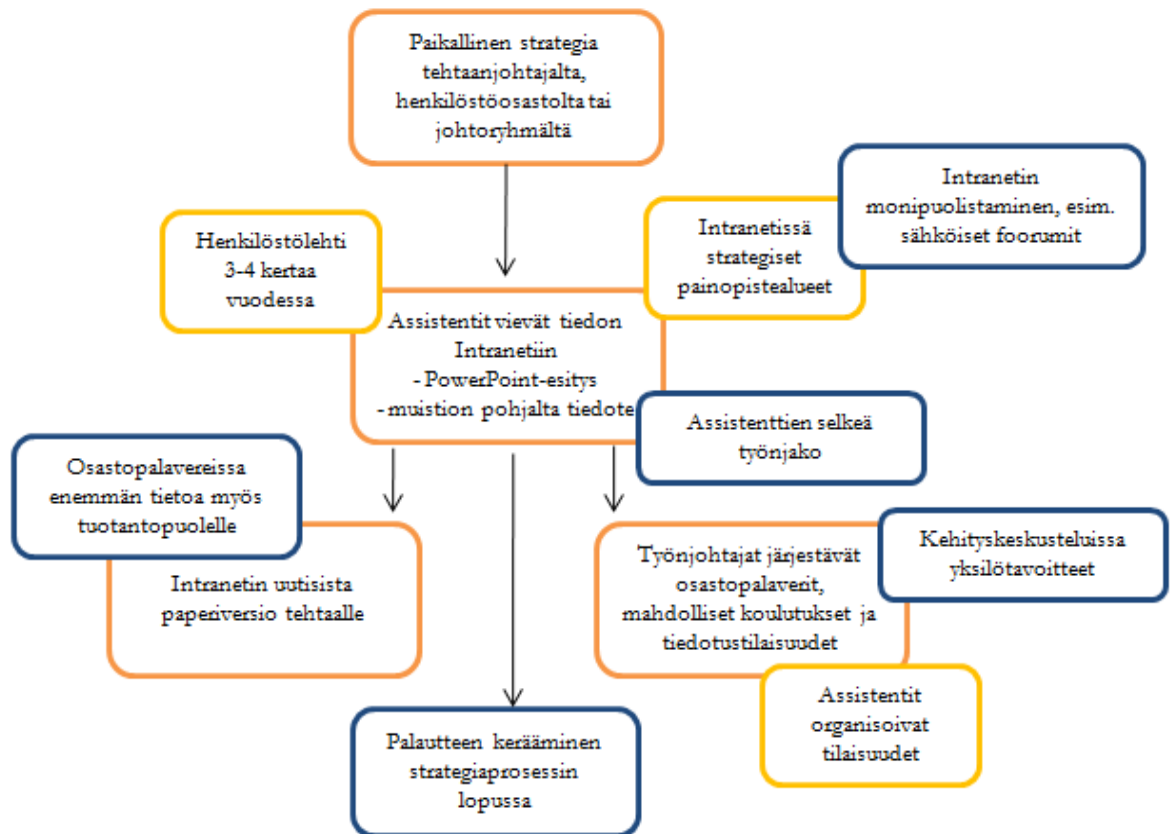 Paikallinen strategia
tehtaanjohtajalta,
henkilöstöosastolta tai
johtoryhmältä
Intranetin
monipuolistaminen, esim.
sähköiset foorumit
Henkilöstölehti
3-4 kertaa
vuodessa
Intranetissä
strategiset
painopistealueet
Assistentit vievät tiedon
Intranetiin
- PowerPoint-esitys
- muistion pohjalta tiedote
Assistenttien selkeä
työnjako
Osastopalavereissa
enemmän tietoa myös
tuotantopuolelle
Intranetin uutisista
paperiversio tehtaalle
Työnjohtajat järjestävät
osastopalaverit,
mahdolliset koulutukset ja
tiedotustilaisuudet
Kehityskeskusteluissa
yksilötavoitteet
Assistentit
organisoivat
tilaisuudet
Palautteen kerääminen
strategiaprosessin
lopussa